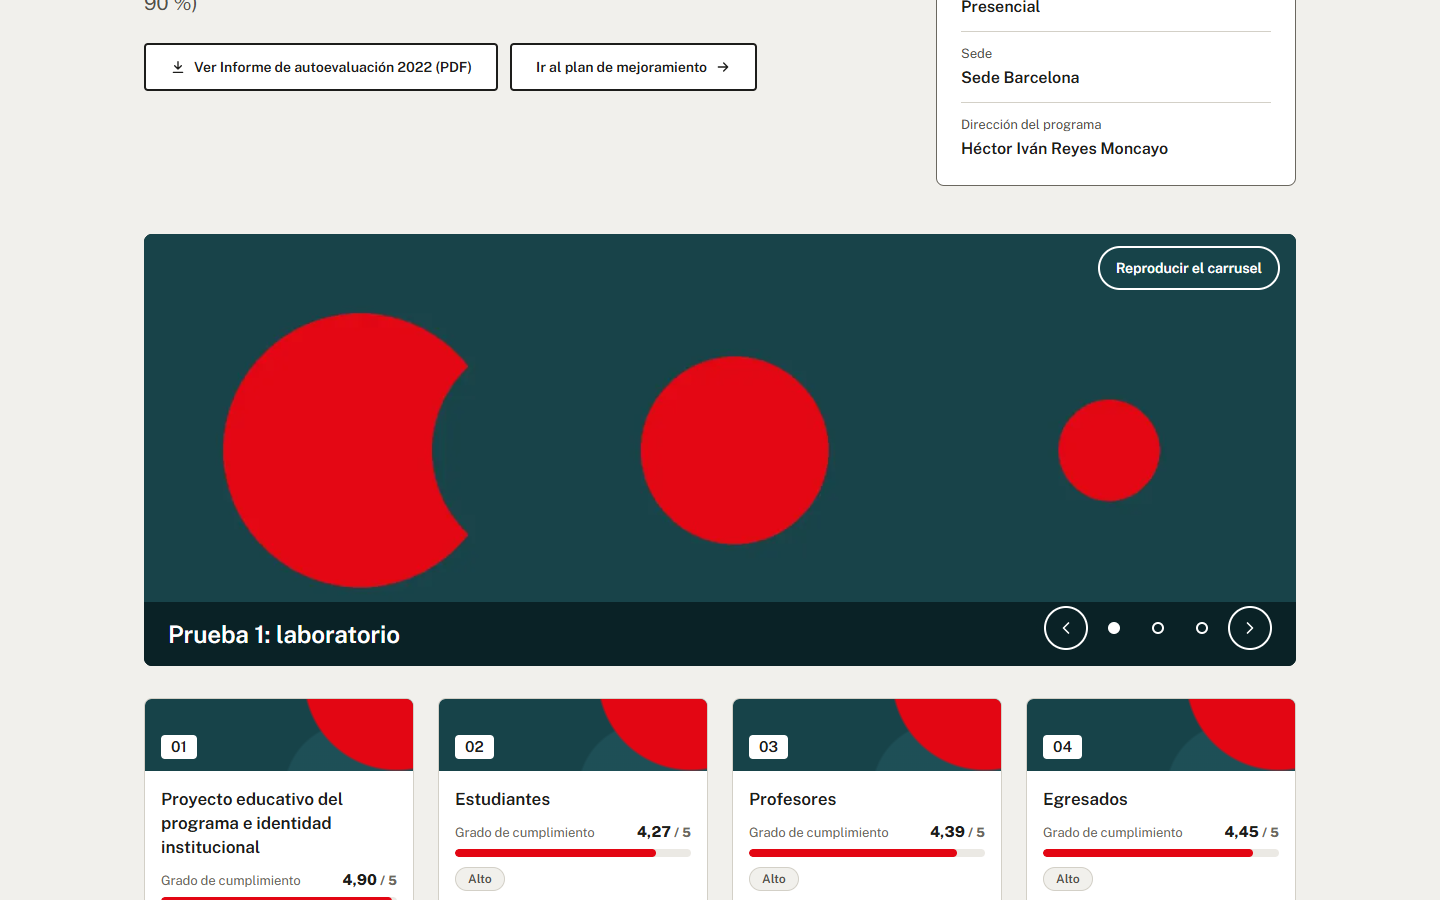 90 %)
Ver Informe de autoevaluación 2022 (PDF)
Ir al plan de mejoramiento
Presencial
Sede
Sede Barcelona
Dirección del programa
Héctor Iván Reyes Moncayo
Reproducir el carrusel
Prueba 1: laboratorio
01
Proyecto educativo del
programa e identidad
institucional
Grado de cumplimiento 4,90 / 5
02
Estudiantes
Grado de cumplimiento 4,27 / 5
Alto
03
Profesores
Grado de cumplimiento 4,39 / 5
Alto
04
Egresados
Grado de cumplimiento 4,45 / 5
Alto